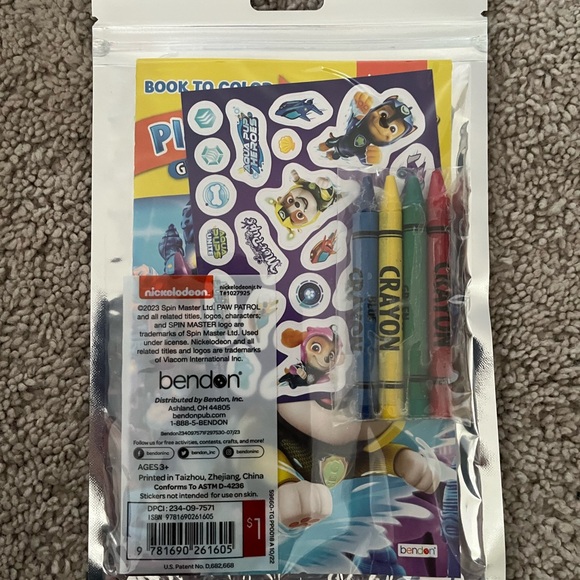 BOOK TO COLOR
AQUA PUP HEROES
AQUA PUPS
nickelodeon
nickelodeonjr.tv
T#1027925
©2023 Spin Master Ltd. PAW PATROL
and all related titles, logos, characters;
and SPIN MASTER logo are
trademarks of Spin Master Ltd. Used
under license. Nickelodeon and all
related titles and logos are trademarks
of Viacom International Inc.
bendon®
Distributed by Bendon, Inc.
Ashland, OH 44805
bendonpub.com
1-888-5-BENDON
Follow us for free activities, contests, crafts, and more!
bendoninc
bendon_inc
bendoninc
AGES 3+
Printed in Taizhou, Zhejiang, China
Conforms To ASTM D-4236
Stickers not intended for use on skin.
DPCI: 234-09-7571
ISBN 9781690261605
9 781690 261605
$1
U.S. Patent No. D,682,668
CRAYON
CRAYON
CRAYON
bendon®